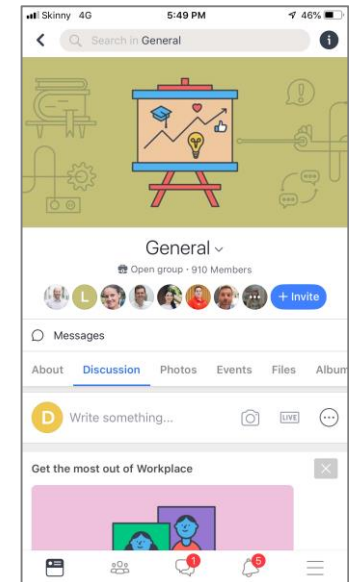 Skinny 4G 5:49 PM 46%
Search in General
General
Open group · 910 Members
L
+ Invite
Messages
About Discussion Photos Events Files Album
D Write something... LIVE
Get the most out of Workplace
1 5